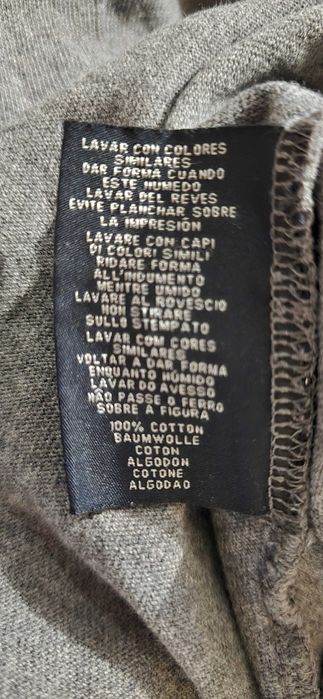 LAVAR CON COLORES
SIMILARES
DAR FORMA CUANDO
ESTE HUMEDO
LAVAR DEL REVES
EVITE PLANCHAR SOBRE
LA IMPRESIÓN
LAVARE CON CAPI
DI COLORI SIMILI
RIDARE FORMA
ALL'INDUMENTO
MENTRE HUMIDO
LAVARE AL ROVESCIO
NON STIRARE
SULLO STEMPATO
LAVAR COM CORES
SIMILARES
VOLTAR A DAR FORMA
ENQUANTO HÚMIDO
LAVAR DO AVESSO
NÃO PASSE O FERRO
SOBRE A FIGURA
100% COTTON
BAUMWOLLE
COTON
ALGODON
COTONE
ALGODAO